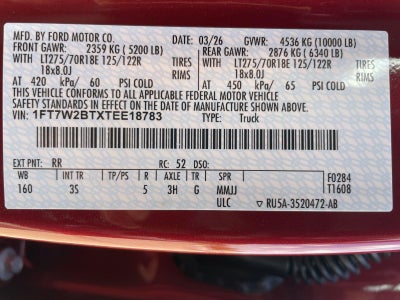 MFD. BY FORD MOTOR CO. 03/26 GVWR: 4536 KG (10000 LB)
FRONT GAWR: 2359 KG (5200 LB) REAR GAWR: 2876 KG (6340 LB)
WITH LT275/70R18E 125/122R TIRES WITH LT275/70R18E 125/122R TIRES
18x8.0J RIMS 18x8.0J RIMS
AT 420 kPa/ 60 PSI COLD AT 450 kPa/ 65 PSI COLD
THIS VEHICLE CONFORMS TO ALL APPLICABLE FEDERAL MOTOR VEHICLE
SAFETY STANDARDS IN EFFECT ON THE DATE OF MANUFACTURE SHOWN ABOVE.
VIN: 1FT7W2BTXTEE18783 TYPE: Truck
EXT PNT: RR RC: 52 DSO:
WB INT TR TP/PS R AXLE TR SPR F0284
160 3S 5 3H G MMJJ T1608
ULC RU5A-3520472-AB